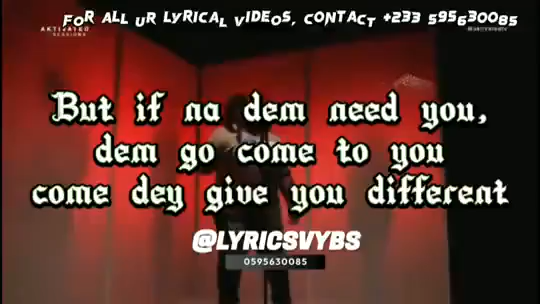 FOR ALL UR LYRICAL VIDEOS, CONTACT +233 595630085
AKTIVATED
SESSIONS
But if na dem need you,
dem go come to you
come dey give you different
@LYRICSVYBS
0595630085